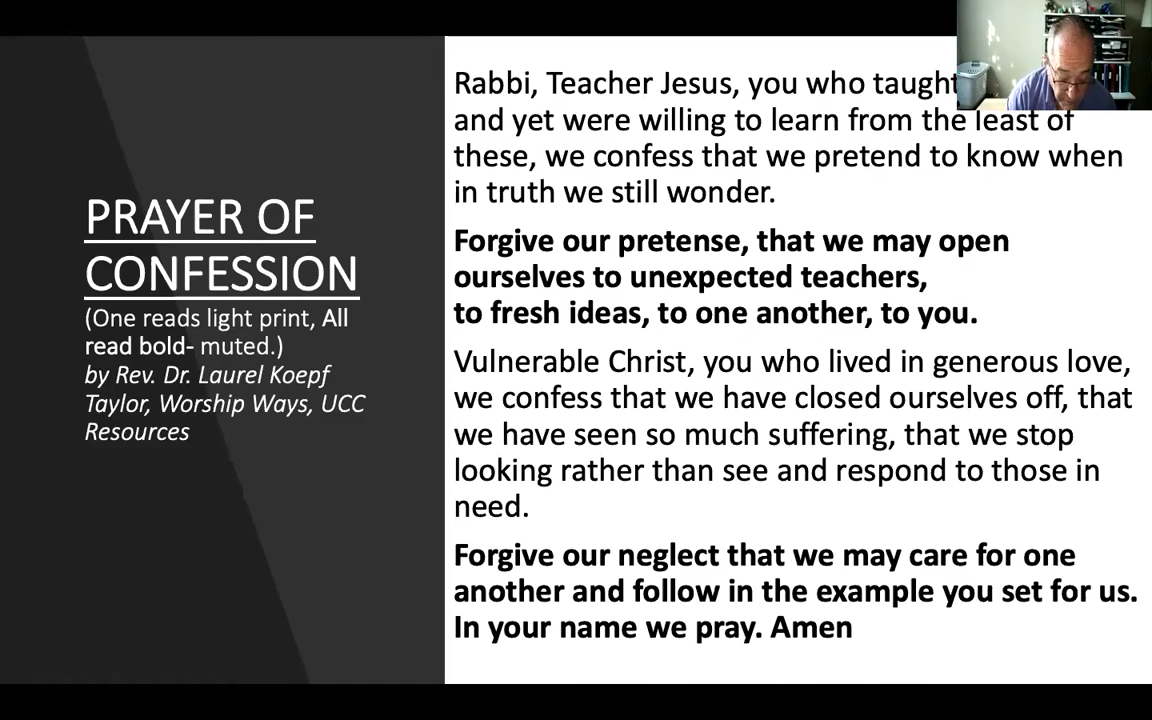 PRAYER OF
CONFESSION
(One reads light print, All
read bold- muted.)
by Rev. Dr. Laurel Koepf
Taylor, Worship Ways, UCC
Resources
Rabbi, Teacher Jesus, you who taught
and yet were willing to learn from the least of
these, we confess that we pretend to know when
in truth we still wonder.
Forgive our pretense, that we may open
ourselves to unexpected teachers,
to fresh ideas, to one another, to you.
Vulnerable Christ, you who lived in generous love,
we confess that we have closed ourselves off, that
we have seen so much suffering, that we stop
looking rather than see and respond to those in
need.
Forgive our neglect that we may care for one
another and follow in the example you set for us.
In your name we pray. Amen